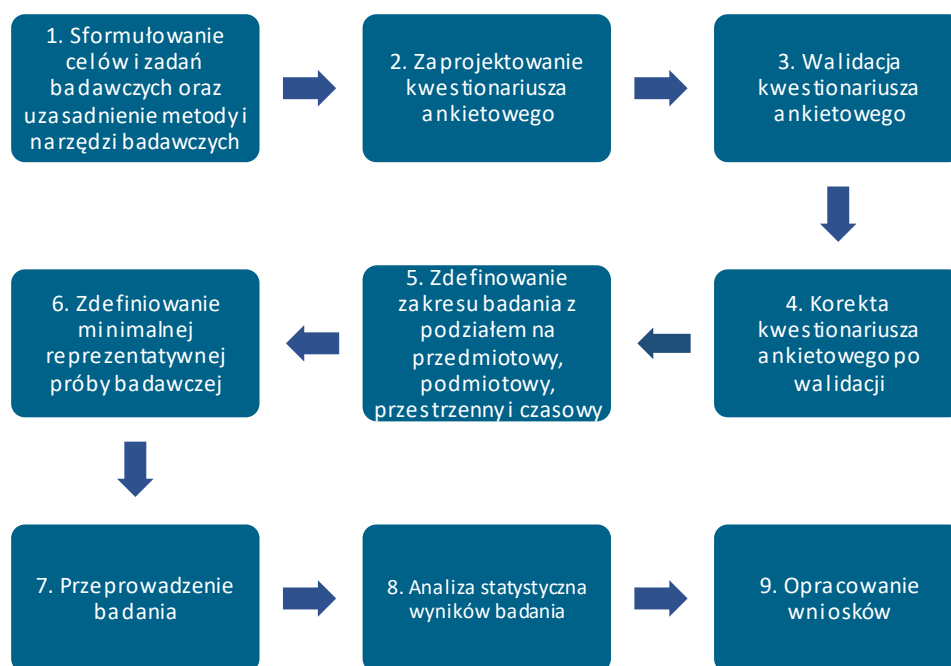 1. Sformułowanie
celów i zadań
badawczych oraz
uzasadnienie metody i
narzędzi badawczych
2. Zaprojektowanie
kwestionariusza
ankietowego
3. Walidacja
kwestionariusza
ankietowego
4. Korekta
kwestionariusza
ankietowego po
walidacji
5. Zdefinowanie
zakresu badania z
podziałem na
przedmiotowy,
podmiotowy,
przestrzenny i czasowy
6. Zdefiniowanie
minimalnej
reprezentatywnej
próby badawczej
7. Przeprowadzenie
badania
8. Analiza statystyczna
wyników badania
9. Opracowanie
wniosków